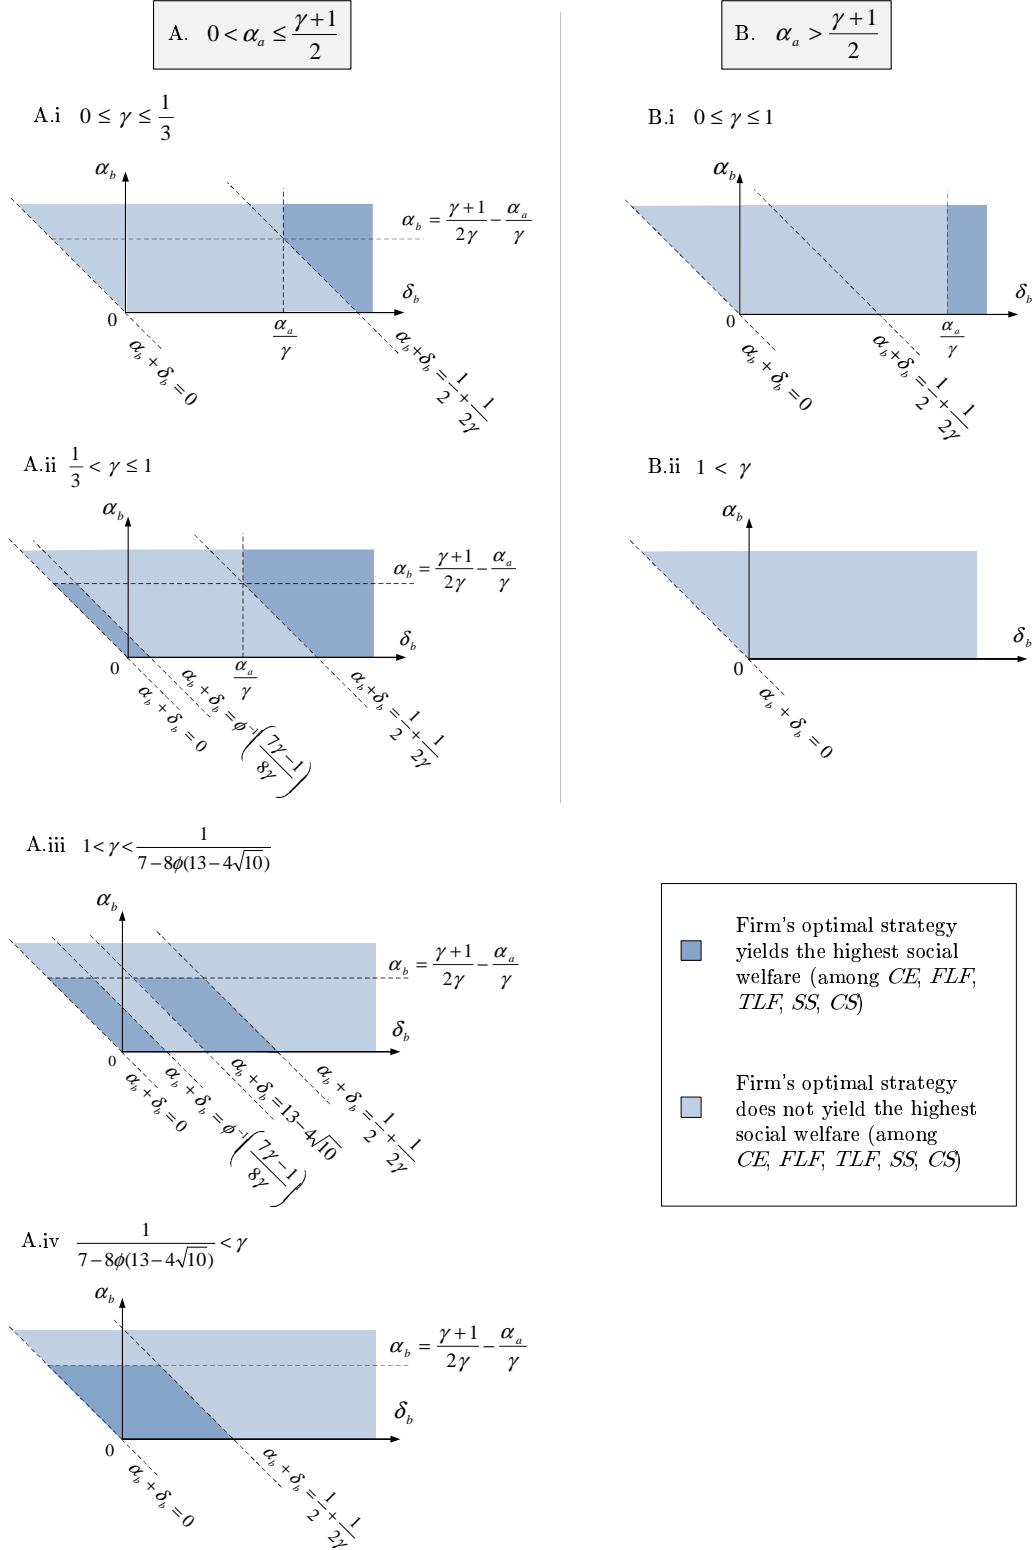 A. 0 < α_a ≤ (γ+1)/2
A.i 0 ≤ γ ≤ 1/3
α_b
α_b = (γ+1)/(2γ) − α_a/γ
δ_b
0
α_a/γ
α_b + δ_b = 0
α_b + δ_b = 1/2 + 1/(2γ)
A.ii 1/3 < γ ≤ 1
α_b
α_b = (γ+1)/(2γ) − α_a/γ
δ_b
0
α_a/γ
α_b + δ_b = 0
α_b + δ_b = ϕ⁻¹((7γ−1)/(8γ))
α_b + δ_b = 1/2 + 1/(2γ)
A.iii 1 < γ < 1/(7−8ϕ(13−4√10))
α_b
α_b = (γ+1)/(2γ) − α_a/γ
δ_b
0
α_b + δ_b = 0
α_b + δ_b = ϕ⁻¹((7γ−1)/(8γ))
α_b + δ_b = 13−4√10
α_b + δ_b = 1/2 + 1/(2γ)
A.iv 1/(7−8ϕ(13−4√10)) < γ
α_b
α_b = (γ+1)/(2γ) − α_a/γ
δ_b
0
α_b + δ_b = 0
α_b + δ_b = 1/2 + 1/(2γ)
B. α_a > (γ+1)/2
B.i 0 ≤ γ ≤ 1
α_b
δ_b
0
α_a/γ
α_b + δ_b = 0
α_b + δ_b = 1/2 + 1/(2γ)
B.ii 1 < γ
α_b
δ_b
0
α_b + δ_b = 0
Firm's optimal strategy
yields the highest social
welfare (among CE, FLF,
TLF, SS, CS)
Firm's optimal strategy
does not yield the highest
social welfare (among
CE, FLF, TLF, SS, CS)